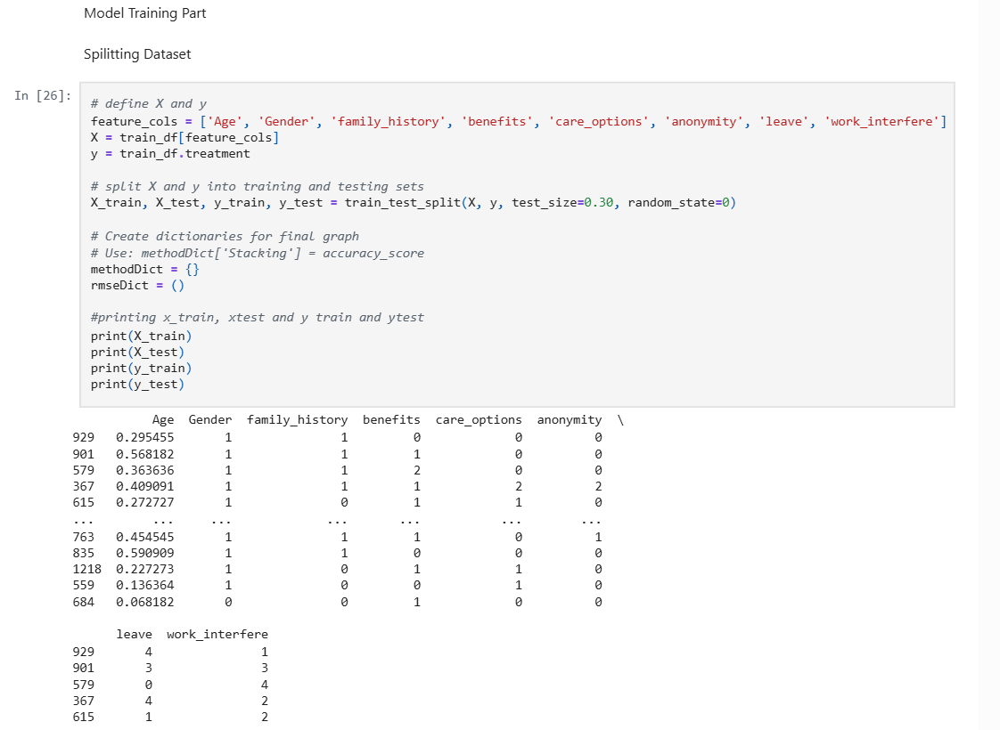 Model Training Part
Spilitting Dataset
In [26]:
# define X and y
feature_cols = ['Age', 'Gender', 'family_history', 'benefits', 'care_options', 'anonymity', 'leave', 'work_interfere']
X = train_df[feature_cols]
y = train_df.treatment
# split X and y into training and testing sets
X_train, X_test, y_train, y_test = train_test_split(X, y, test_size=0.30, random_state=0)
# Create dictionaries for final graph
# Use: methodDict['Stacking'] = accuracy_score
methodDict = {}
rmseDict = ()
#printing x_train, xtest and y train and ytest
print(X_train)
print(X_test)
print(y_train)
print(y_test)
Age Gender family_history benefits care_options anonymity \
929 0.295455 1 1 0 0 0
901 0.568182 1 1 1 0 0
579 0.363636 1 1 2 0 0
367 0.409091 1 1 1 2 2
615 0.272727 1 0 1 1 0
... ... ... ... ... ... ...
763 0.454545 1 1 1 0 1
835 0.590909 1 1 0 0 0
1218 0.227273 1 0 1 1 0
559 0.136364 1 0 0 1 0
684 0.068182 0 0 1 0 0
leave work_interfere
929 4 1
901 3 3
579 0 4
367 4 2
615 1 2